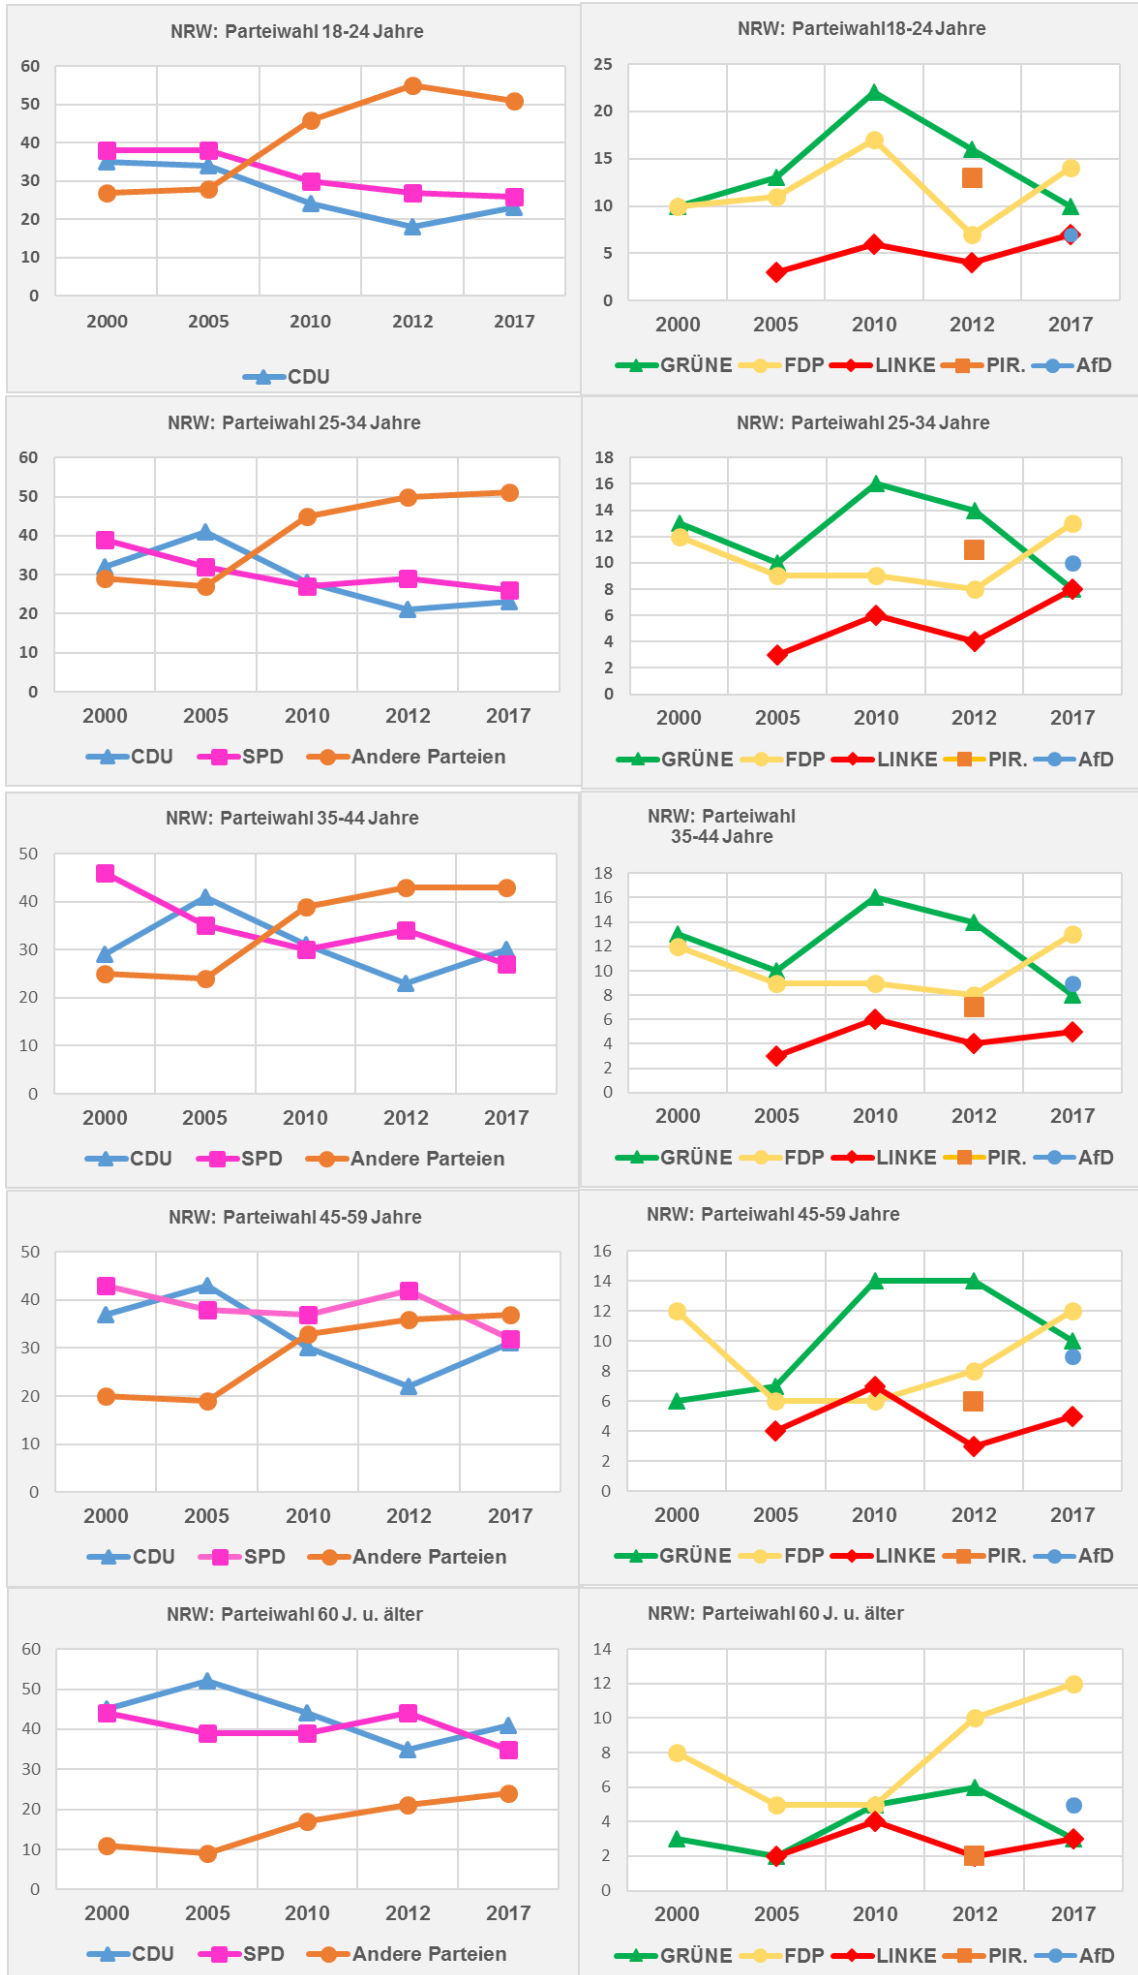 NRW: Parteiwahl 18-24 Jahre
60
50
40
30
20
10
0
2000 2005 2010 2012 2017
CDU
NRW: Parteiwahl18-24 Jahre
25
20
15
10
5
0
2000 2005 2010 2012 2017
GRÜNE FDP LINKE PIR. AfD
NRW: Parteiwahl 25-34 Jahre
60
50
40
30
20
10
0
2000 2005 2010 2012 2017
CDU SPD Andere Parteien
NRW: Parteiwahl 25-34 Jahre
18
16
14
12
10
8
6
4
2
0
2000 2005 2010 2012 2017
GRÜNE FDP LINKE PIR. AfD
NRW: Parteiwahl 35-44 Jahre
50
40
30
20
10
0
2000 2005 2010 2012 2017
CDU SPD Andere Parteien
NRW: Parteiwahl
35-44 Jahre
18
16
14
12
10
8
6
4
2
0
2000 2005 2010 2012 2017
GRÜNE FDP LINKE PIR. AfD
NRW: Parteiwahl 45-59 Jahre
50
40
30
20
10
0
2000 2005 2010 2012 2017
CDU SPD Andere Parteien
NRW: Parteiwahl 45-59 Jahre
16
14
12
10
8
6
4
2
0
2000 2005 2010 2012 2017
GRÜNE FDP LINKE PIR. AfD
NRW: Parteiwahl 60 J. u. älter
60
50
40
30
20
10
0
2000 2005 2010 2012 2017
CDU SPD Andere Parteien
NRW: Parteiwahl 60 J. u. älter
14
12
10
8
6
4
2
0
2000 2005 2010 2012 2017
GRÜNE FDP LINKE PIR. AfD